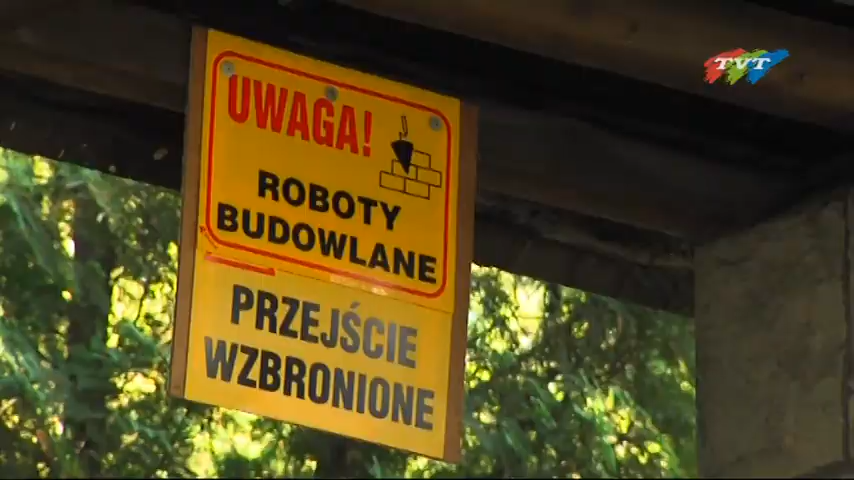 TVT
UWAGA!
ROBOTY
BUDOWLANE
PRZEJŚCIE
WZBRONIONE